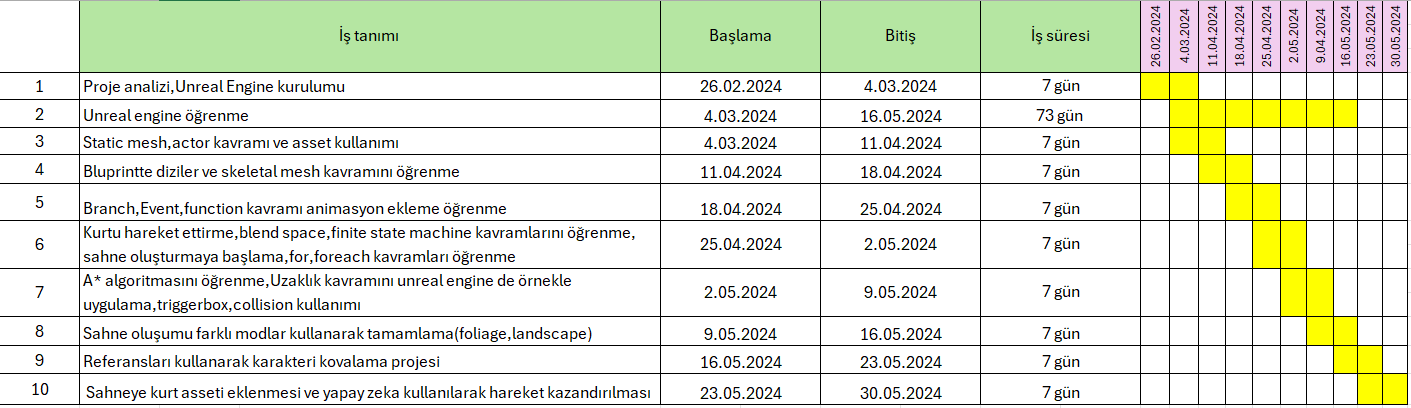 İş tanımı Başlama Bitiş İş süresi 26.02.2024 4.03.2024 11.04.2024 18.04.2024 25.04.2024 2.05.2024 9.04.2024 16.05.2024 23.05.2024 30.05.2024
1 Proje analizi,Unreal Engine kurulumu 26.02.2024 4.03.2024 7 gün
2 Unreal engine öğrenme 4.03.2024 16.05.2024 73 gün
3 Static mesh,actor kavramı ve asset kullanımı 4.03.2024 11.04.2024 7 gün
4 Bluprintte diziler ve skeletal mesh kavramını öğrenme 11.04.2024 18.04.2024 7 gün
5 Branch,Event,function kavramı animasyon ekleme öğrenme 18.04.2024 25.04.2024 7 gün
6 Kurtu hareket ettirme,blend space,finite state machine kavramlarını öğrenme,
sahne oluşturmaya başlama,for,foreach kavramları öğrenme 25.04.2024 2.05.2024 7 gün
7 A* algoritmasını öğrenme,Uzaklık kavramını unreal engine de örnekle
uygulama,triggerbox,collision kullanımı 2.05.2024 9.05.2024 7 gün
8 Sahne oluşumu farklı modlar kullanarak tamamlama(foliage,landscape) 9.05.2024 16.05.2024 7 gün
9 Referansları kullanarak karakteri kovalama projesi 16.05.2024 23.05.2024 7 gün
10 Sahneye kurt asseti eklenmesi ve yapay zeka kullanılarak hareket kazandırılması 23.05.2024 30.05.2024 7 gün